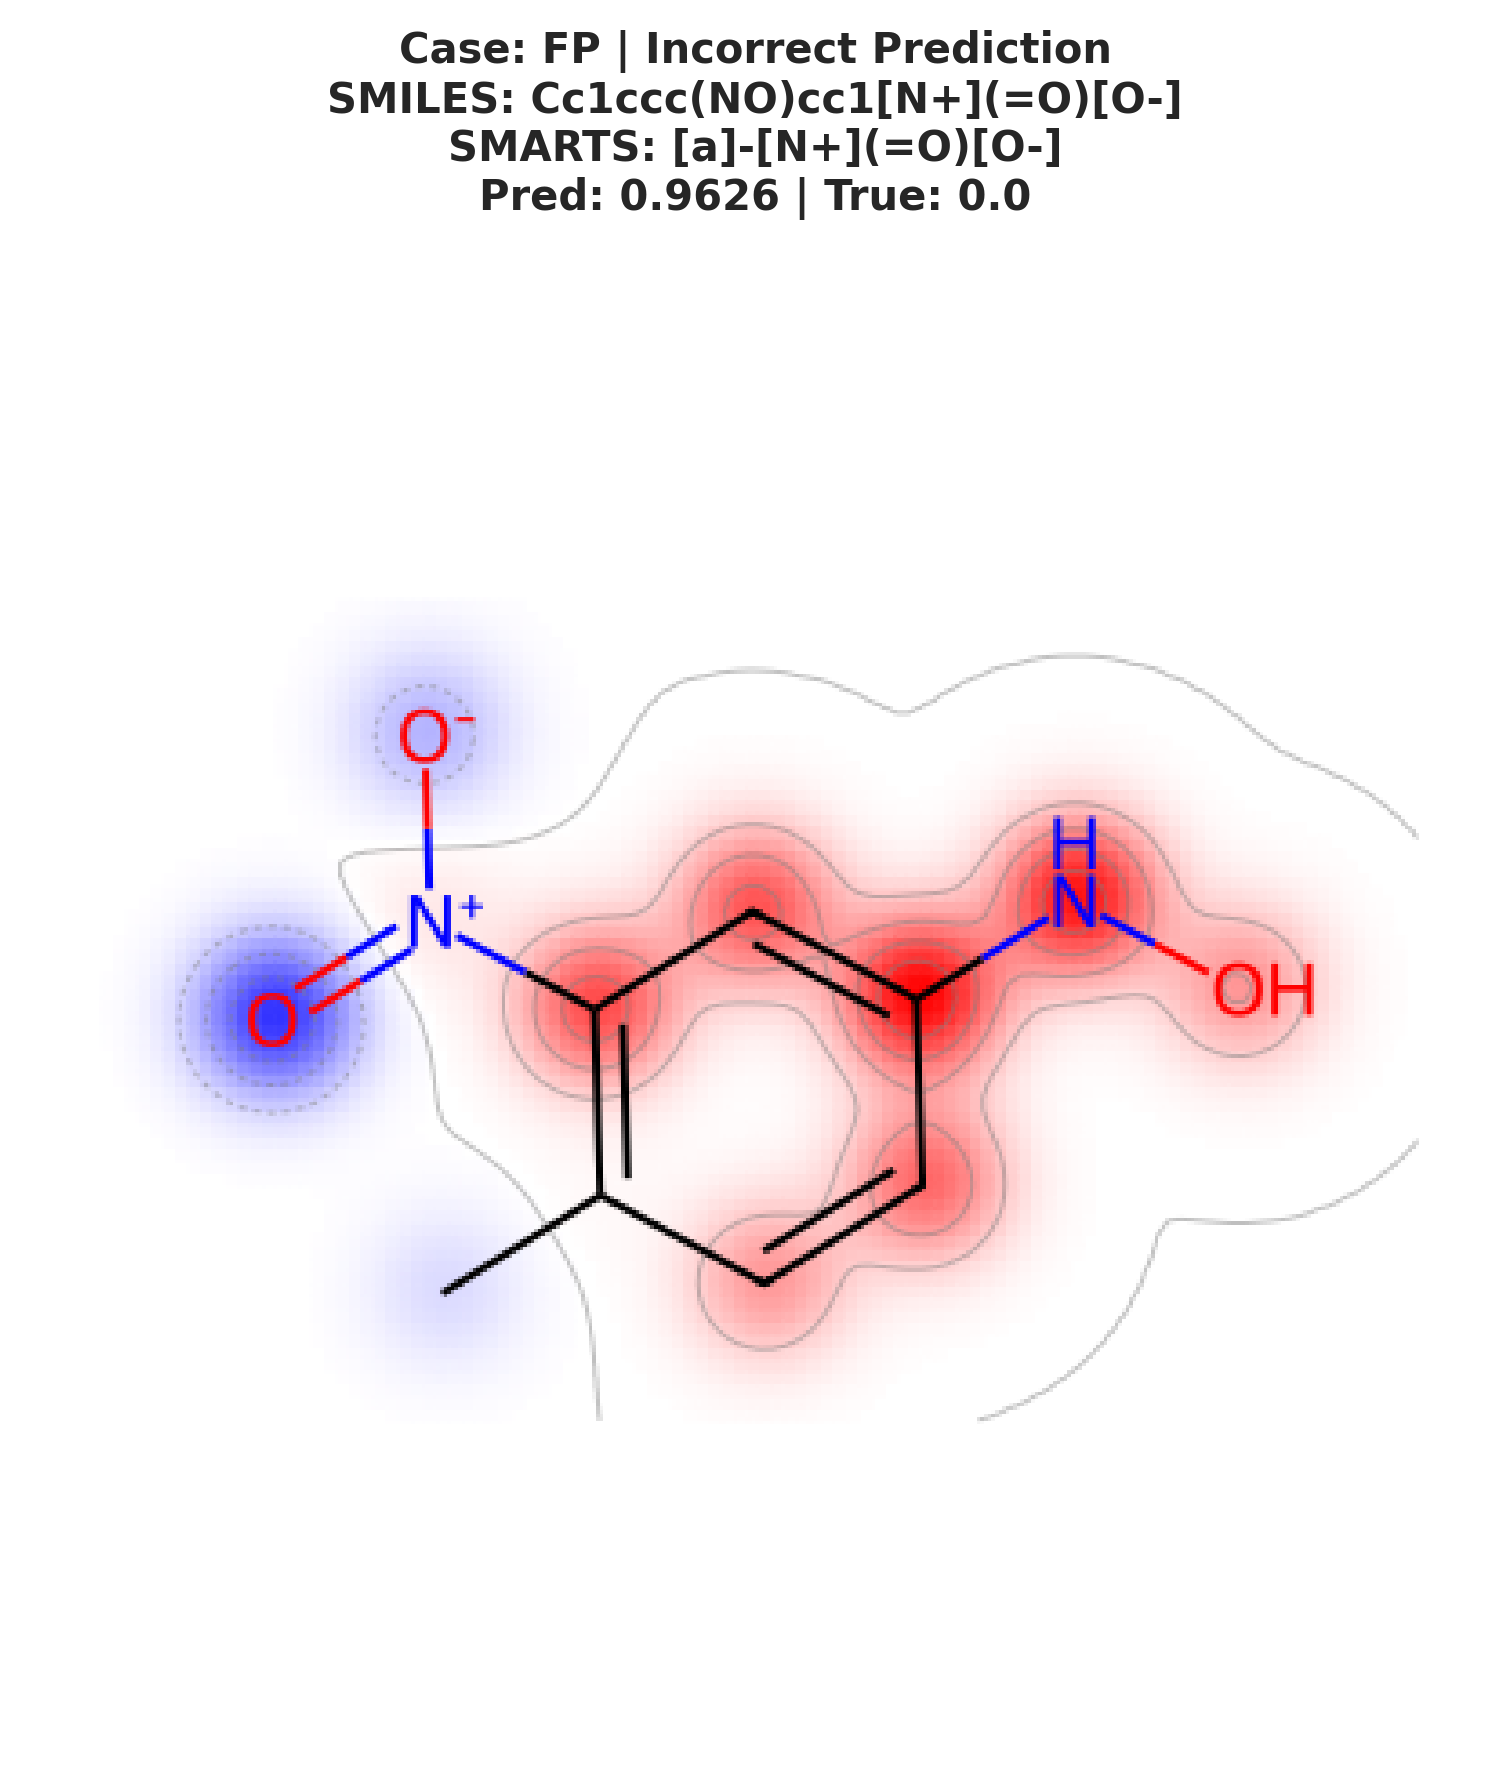 Case: FP | Incorrect Prediction
SMILES: Cc1ccc(NO)cc1[N+](=O)[O-]
SMARTS: [a]-[N+](=O)[O-]
Pred: 0.9626 | True: 0.0
O⁻
H
N⁺
N
O
OH